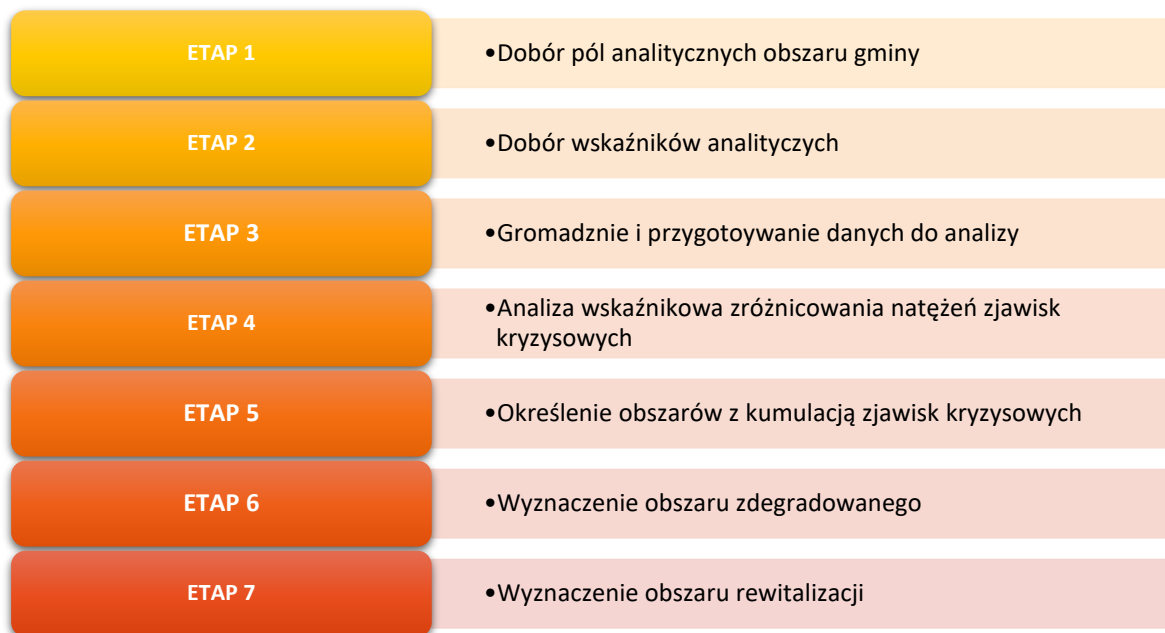 ETAP 1
•Dobór pól analitycznych obszaru gminy
ETAP 2
•Dobór wskaźników analityczych
ETAP 3
•Gromadznie i przygotoywanie danych do analizy
ETAP 4
•Analiza wskaźnikowa zróżnicowania natężeń zjawisk
kryzysowych
ETAP 5
•Określenie obszarów z kumulacją zjawisk kryzysowych
ETAP 6
•Wyznaczenie obszaru zdegradowanego
ETAP 7
•Wyznaczenie obszaru rewitalizacji